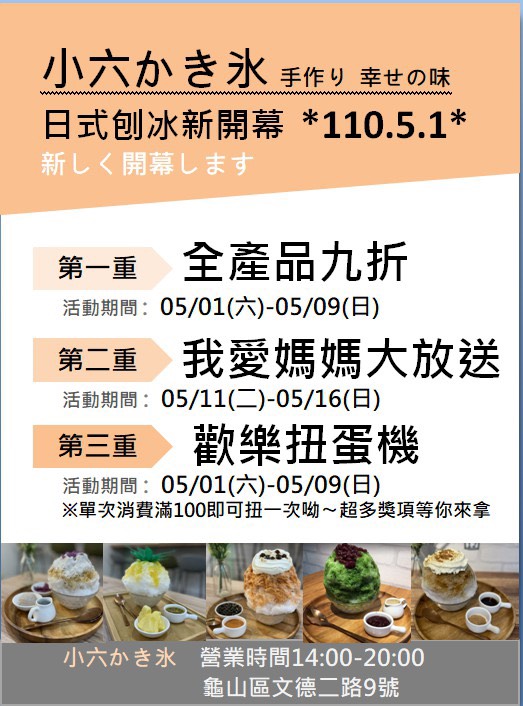 小六かき氷 手作り 幸せの味
日式刨冰新開幕 *110.5.1*
新しく開幕します
第一重 全產品九折
活動期間：05/01(六)-05/09(日)
第二重 我愛媽媽大放送
活動期間：05/11(二)-05/16(日)
第三重 歡樂扭蛋機
活動期間：05/01(六)-05/09(日)
※單次消費滿100即可扭一次呦～超多獎項等你來拿
小六かき氷 營業時間14:00-20:00
龜山區文德二路9號